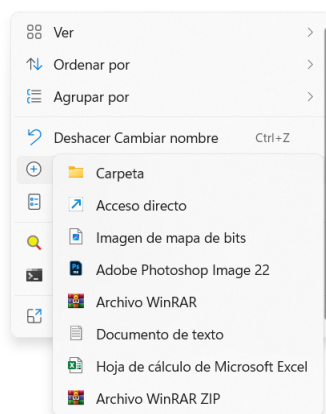 Ver
Ordenar por
Agrupar por
Deshacer Cambiar nombre Ctrl+Z
Carpeta
Acceso directo
Imagen de mapa de bits
Adobe Photoshop Image 22
Archivo WinRAR
Documento de texto
Hoja de cálculo de Microsoft Excel
Archivo WinRAR ZIP